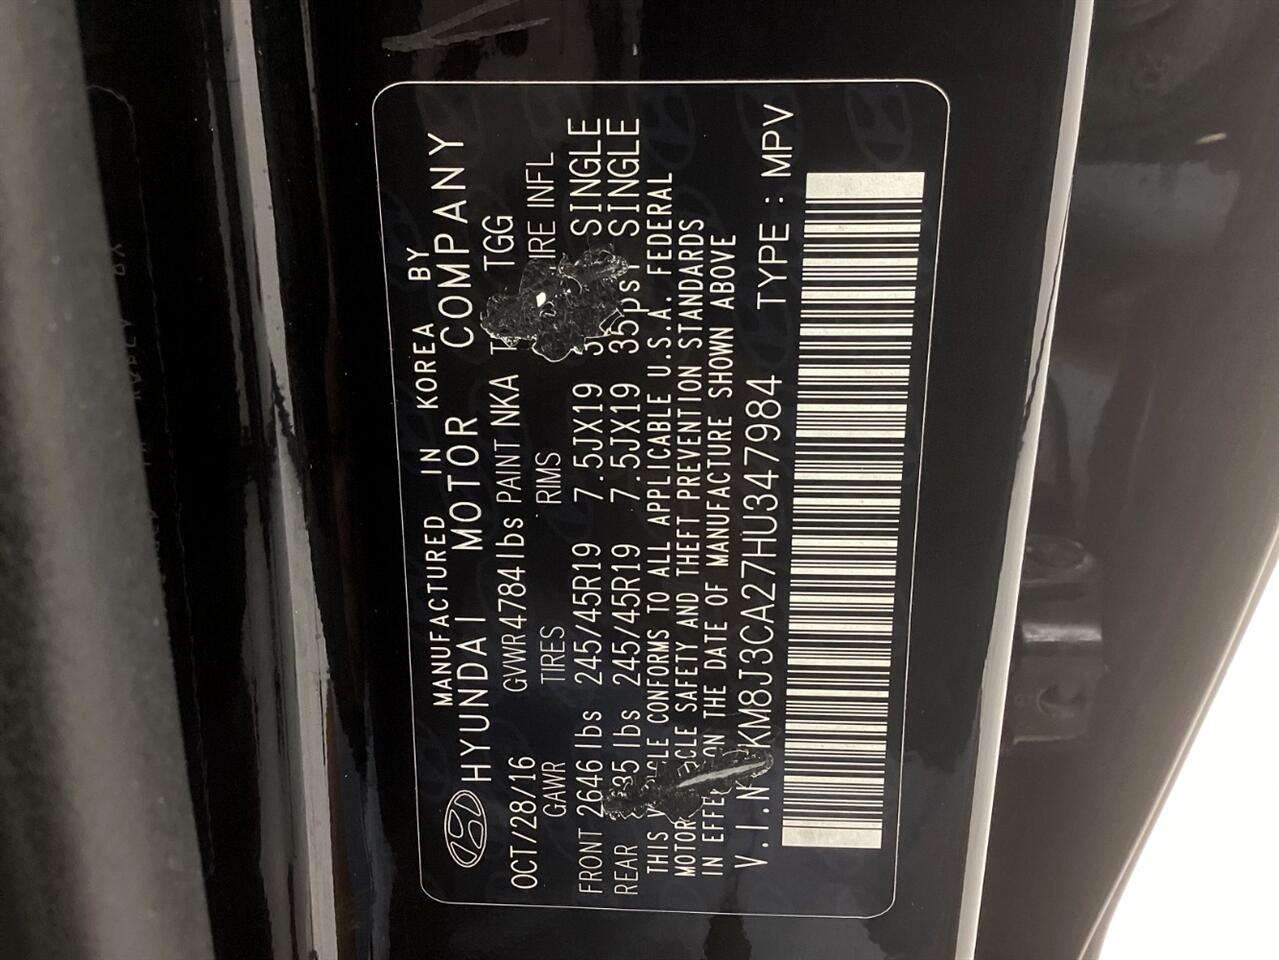 MANUFACTURED IN KOREA BY
HYUNDAI MOTOR COMPANY
OCT/28/16 GVWR 4784 lbs PAINT NKA TGG
GAWR TIRES RIMS INFL
FRONT 2646 lbs 245/45R19 7.5JX19 SINGLE
REAR lbs 245/45R19 7.5JX19 35psi SINGLE
THIS CONFORMS TO ALL APPLICABLE U.S.A. FEDERAL
MOTOR SAFETY AND THEFT PREVENTION STANDARDS
IN ON THE DATE OF MANUFACTURE SHOWN ABOVE
V.I.N KM8J3CA27HU347984 TYPE : MPV